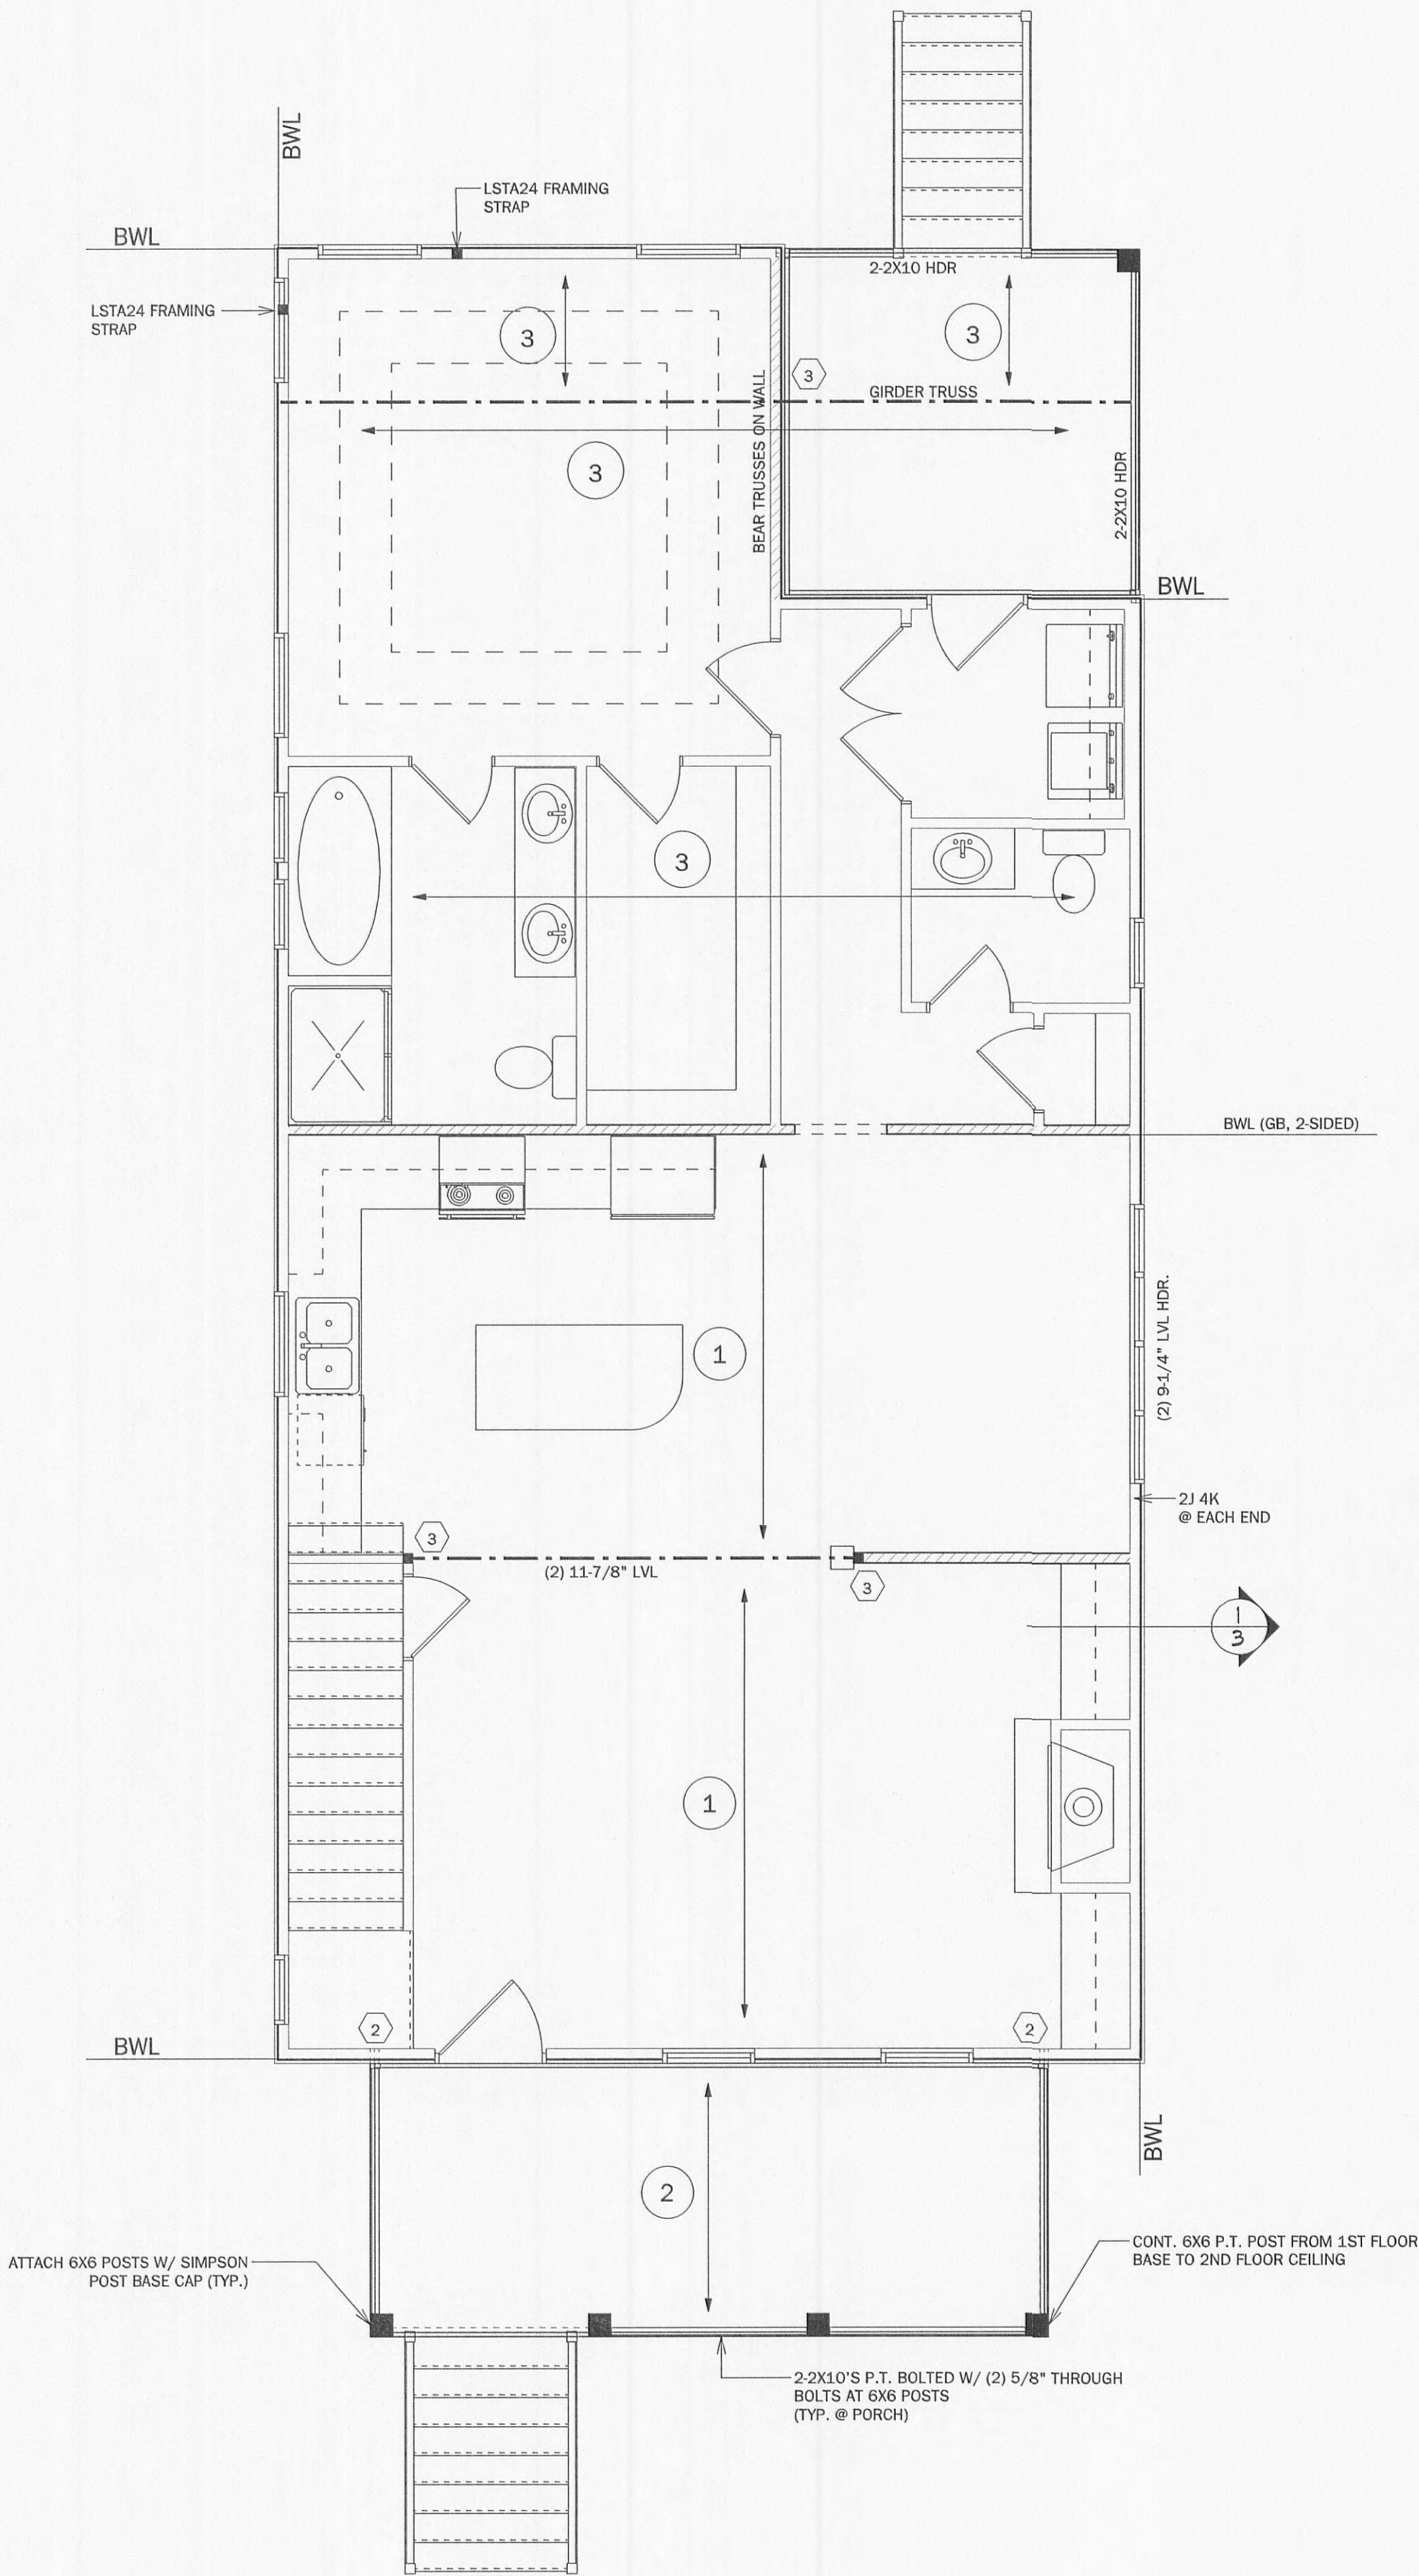 BWL
LSTA24 FRAMING
STRAP
BWL
2-2X10 HDR
LSTA24 FRAMING
STRAP
3
3
3
BEAR TRUSSES ON WALL
GIRDER TRUSS
3
2-2X10 HDR
BWL
3
BWL (GB, 2-SIDED)
(2) 9-1/4" LVL HDR.
1
2J 4K
@ EACH END
3
(2) 11-7/8" LVL
3
1
3
1
2
2
BWL
BWL
2
ATTACH 6X6 POSTS W/ SIMPSON
POST BASE CAP (TYP.)
CONT. 6X6 P.T. POST FROM 1ST FLOOR
BASE TO 2ND FLOOR CEILING
2-2X10'S P.T. BOLTED W/ (2) 5/8" THROUGH
BOLTS AT 6X6 POSTS
(TYP. @ PORCH)